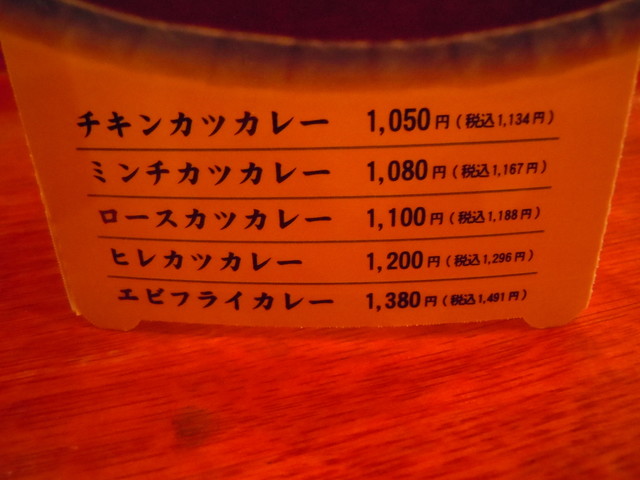 チキンカツカレー 1,050円(税込1,134円)
ミンチカツカレー 1,080円(税込1,167円)
ロースカツカレー 1,100円(税込1,188円)
ヒレカツカレー 1,200円(税込1,296円)
エビフライカレー 1,380円(税込1,491円)